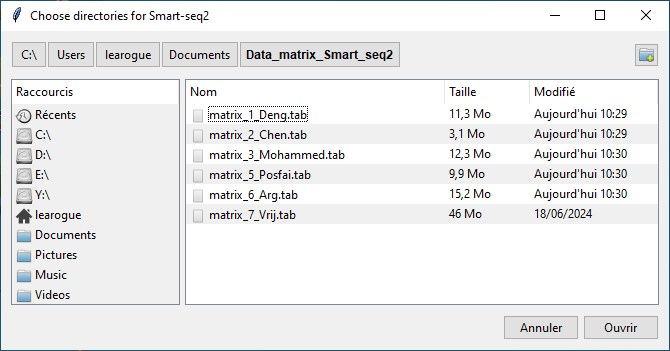 Choose directories for Smart-seq2
C:\ Users learogue Documents Data_matrix_Smart_seq2
Raccourcis
Récents
C:\
D:\
E:\
Y:\
learogue
Documents
Pictures
Music
Videos
Nom Taille Modifié
matrix_1_Deng.tab 11,3 Mo Aujourd'hui 10:29
matrix_2_Chen.tab 3,1 Mo Aujourd'hui 10:29
matrix_3_Mohammed.tab 12,3 Mo Aujourd'hui 10:30
matrix_5_Posfai.tab 9,9 Mo Aujourd'hui 10:30
matrix_6_Arg.tab 15,2 Mo Aujourd'hui 10:30
matrix_7_Vrij.tab 46 Mo 18/06/2024
Annuler Ouvrir